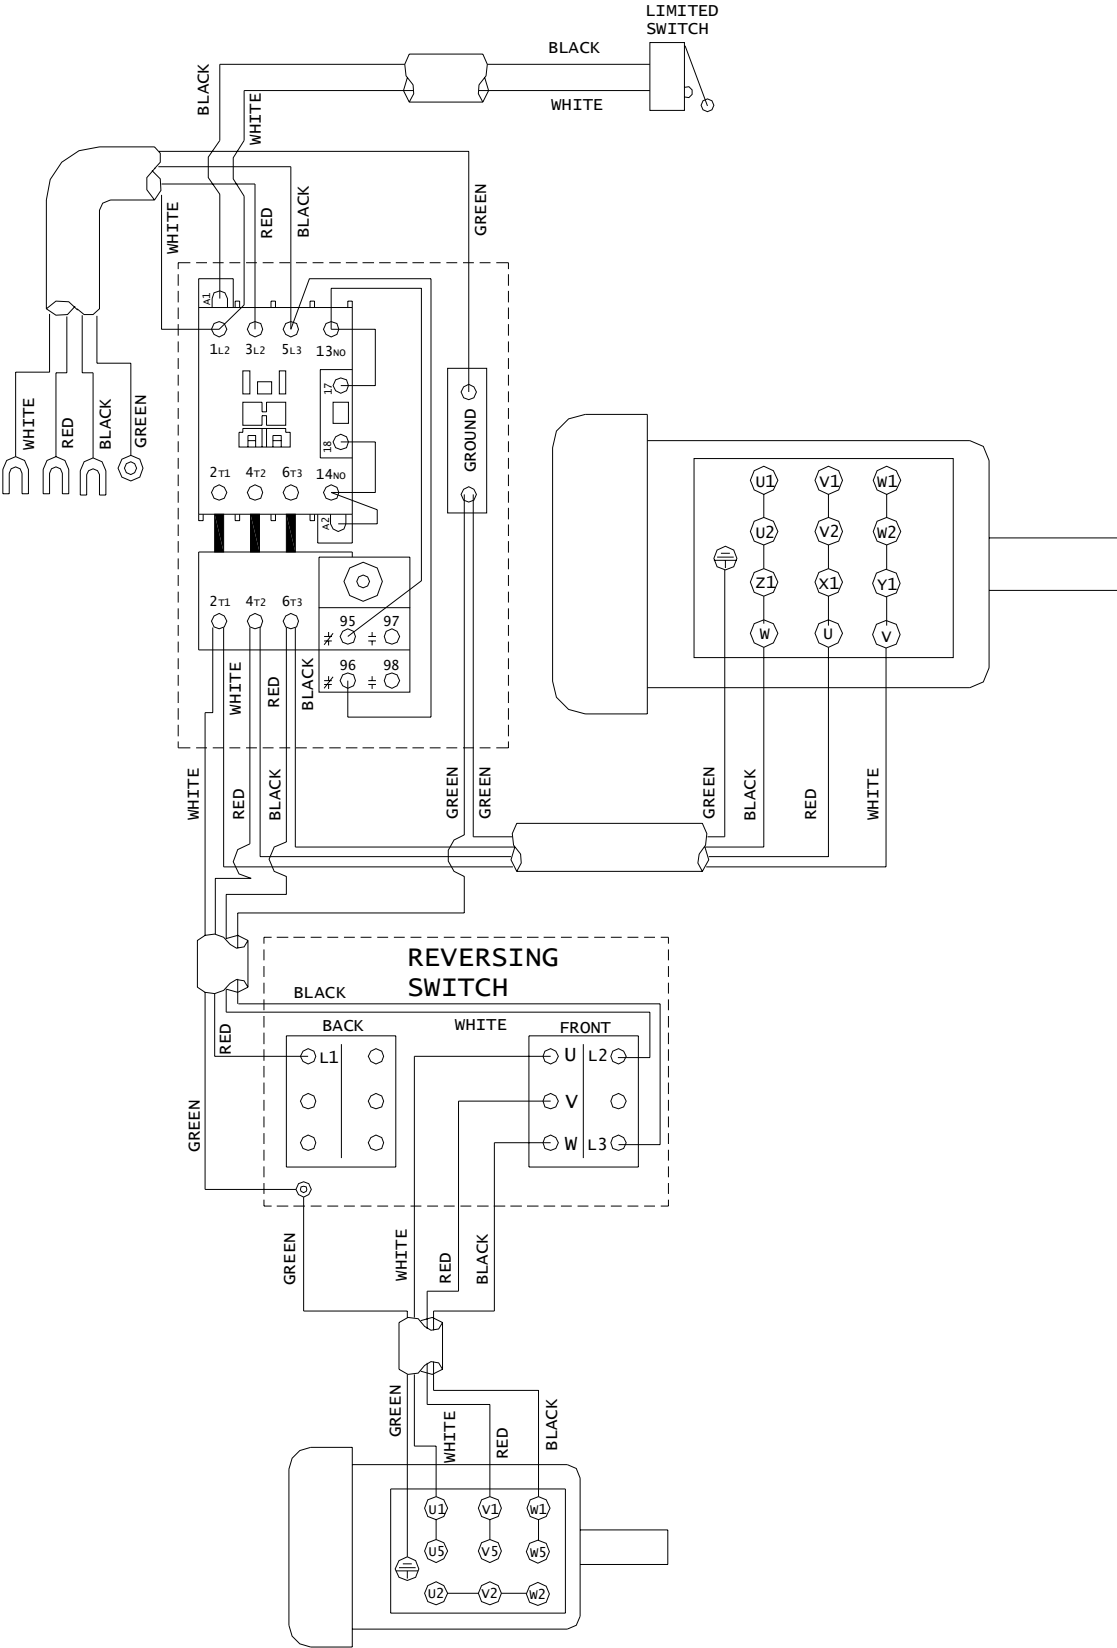 LIMITED
SWITCH
BLACK
WHITE
BLACK
WHITE
WHITE
RED
BLACK
GREEN
A1
1L2 3L2 5L3 13NO
17
18
2T1 4T2 6T3 14NO
A2
GROUND
WHITE
RED
BLACK
GREEN
2T1 4T2 6T3
95 97
96 98
WHITE
RED
BLACK
U1 V1 W1
U2 V2 W2
Z1 X1 Y1
W U V
WHITE
RED
BLACK
GREEN
GREEN
GREEN
BLACK
RED
WHITE
REVERSING
SWITCH
BLACK
WHITE
RED
BACK
FRONT
L1
U L2
V
W L3
GREEN
GREEN
WHITE
RED
BLACK
GREEN
WHITE
RED
BLACK
U1 V1 W1
U5 V5 W5
U2 V2 W2